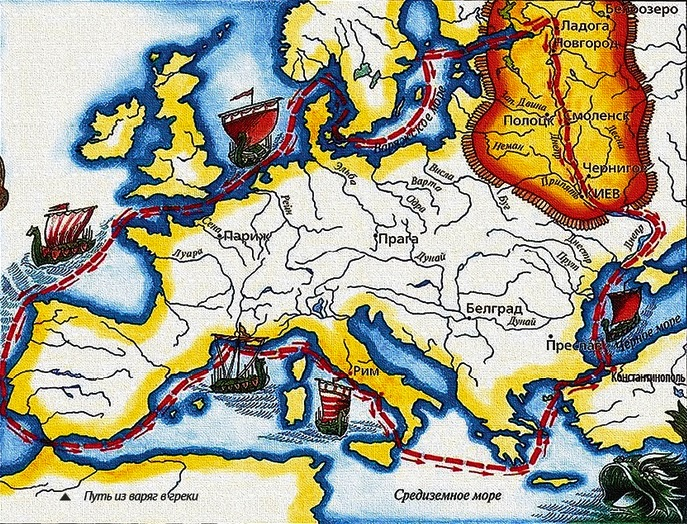 Белоозеро
Ладога
Новгород
Зап. Двина
Смоленск
Полоцк
Десна
Неман
Днепр
Чернигов
Припять
КИЕВ
Варяжское море
Эльба
Висла
Варта
Одра
Буг
Рейн
Сена
Париж
Прага
Луара
Дунай
Днестр
Прут
Днепр
Белград
Дунай
Преслав
Чёрное море
Рим
Константинополь
Путь из варяг в греки
Средиземное море